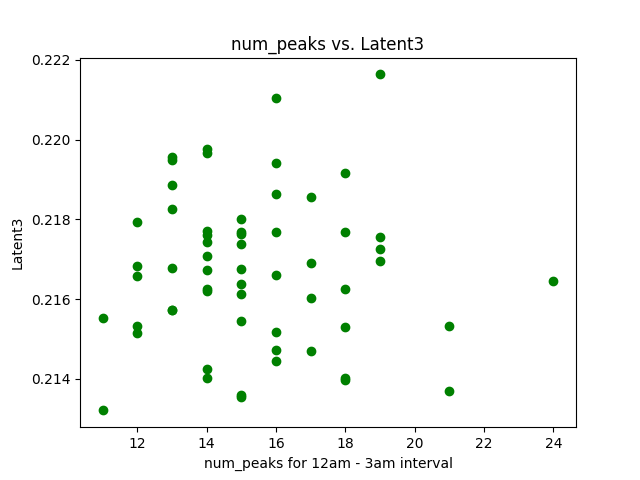 num_peaks vs. Latent3
0.222
0.220
0.218
0.216
0.214
Latent3
12 14 16 18 20 22 24
num_peaks for 12am - 3am interval